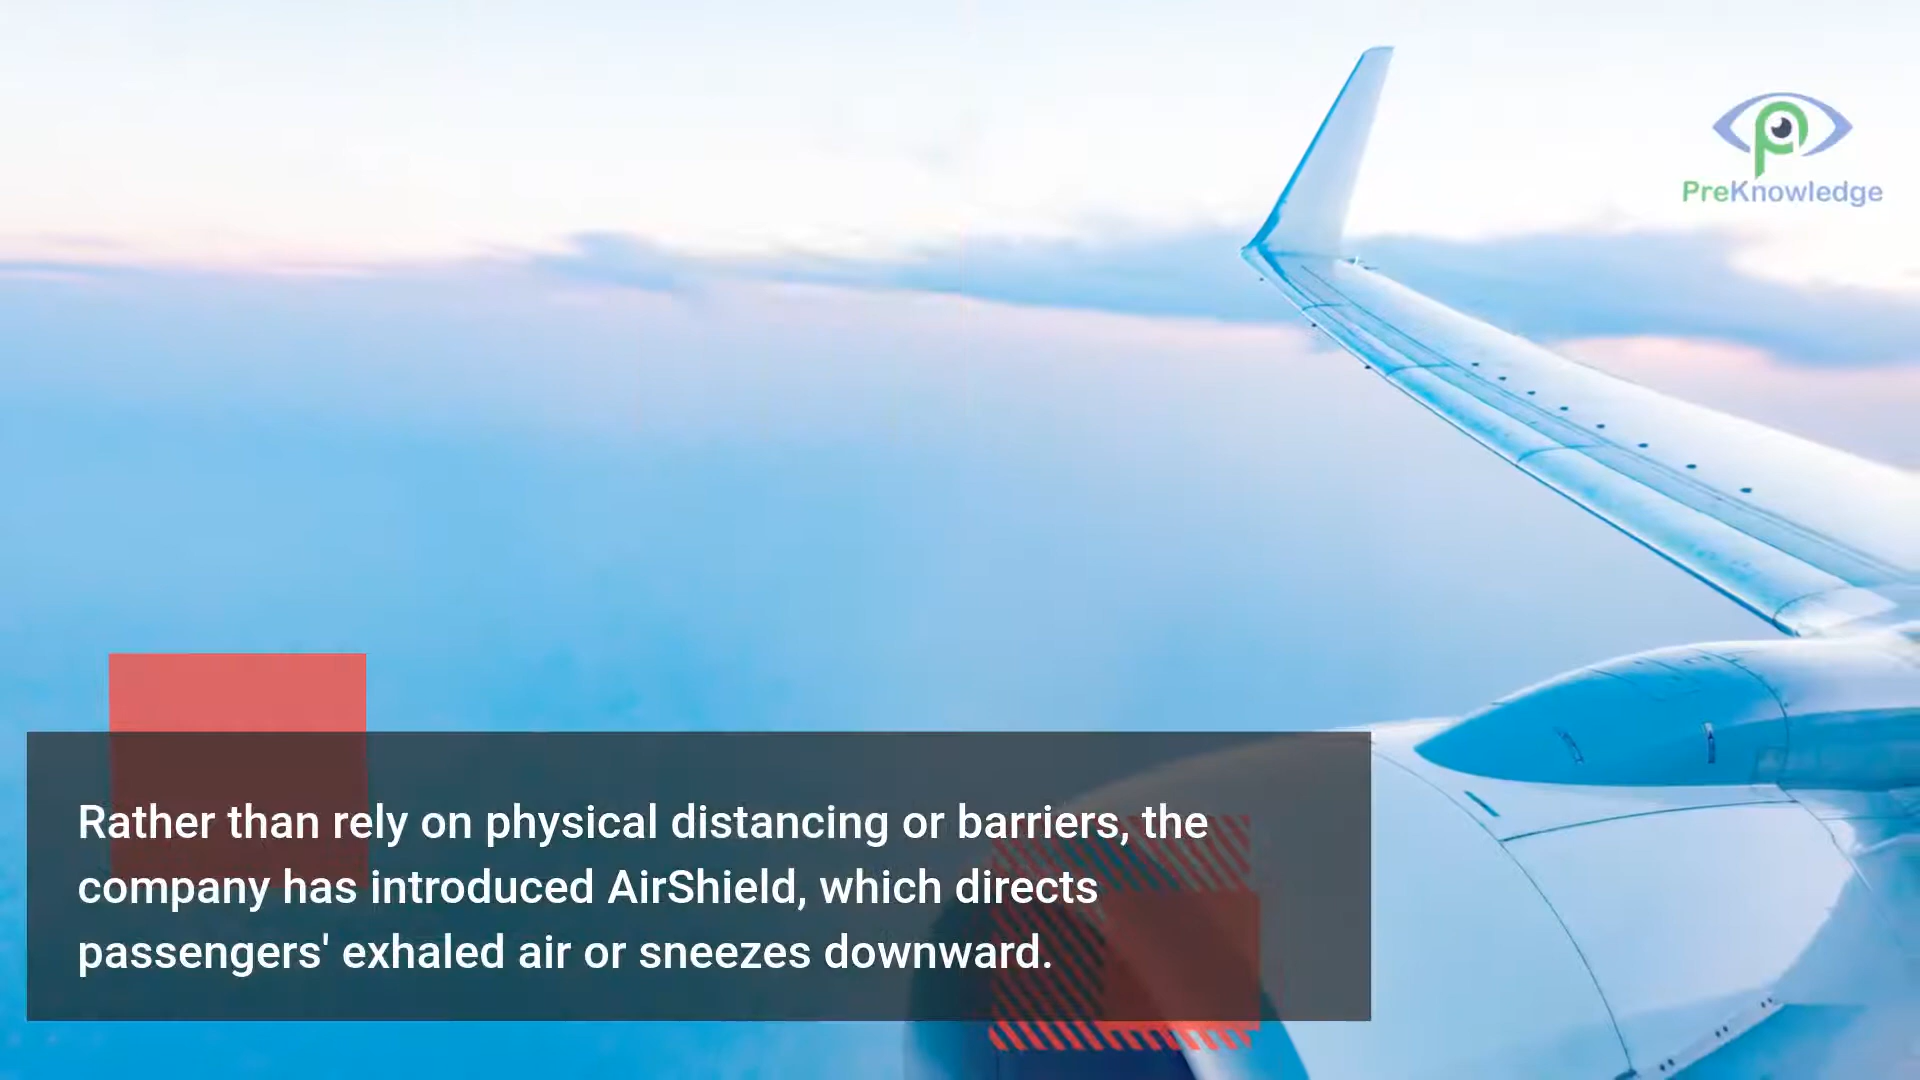 PreKnowledge
Rather than rely on physical distancing or barriers, the
company has introduced AirShield, which directs
passengers' exhaled air or sneezes downward.